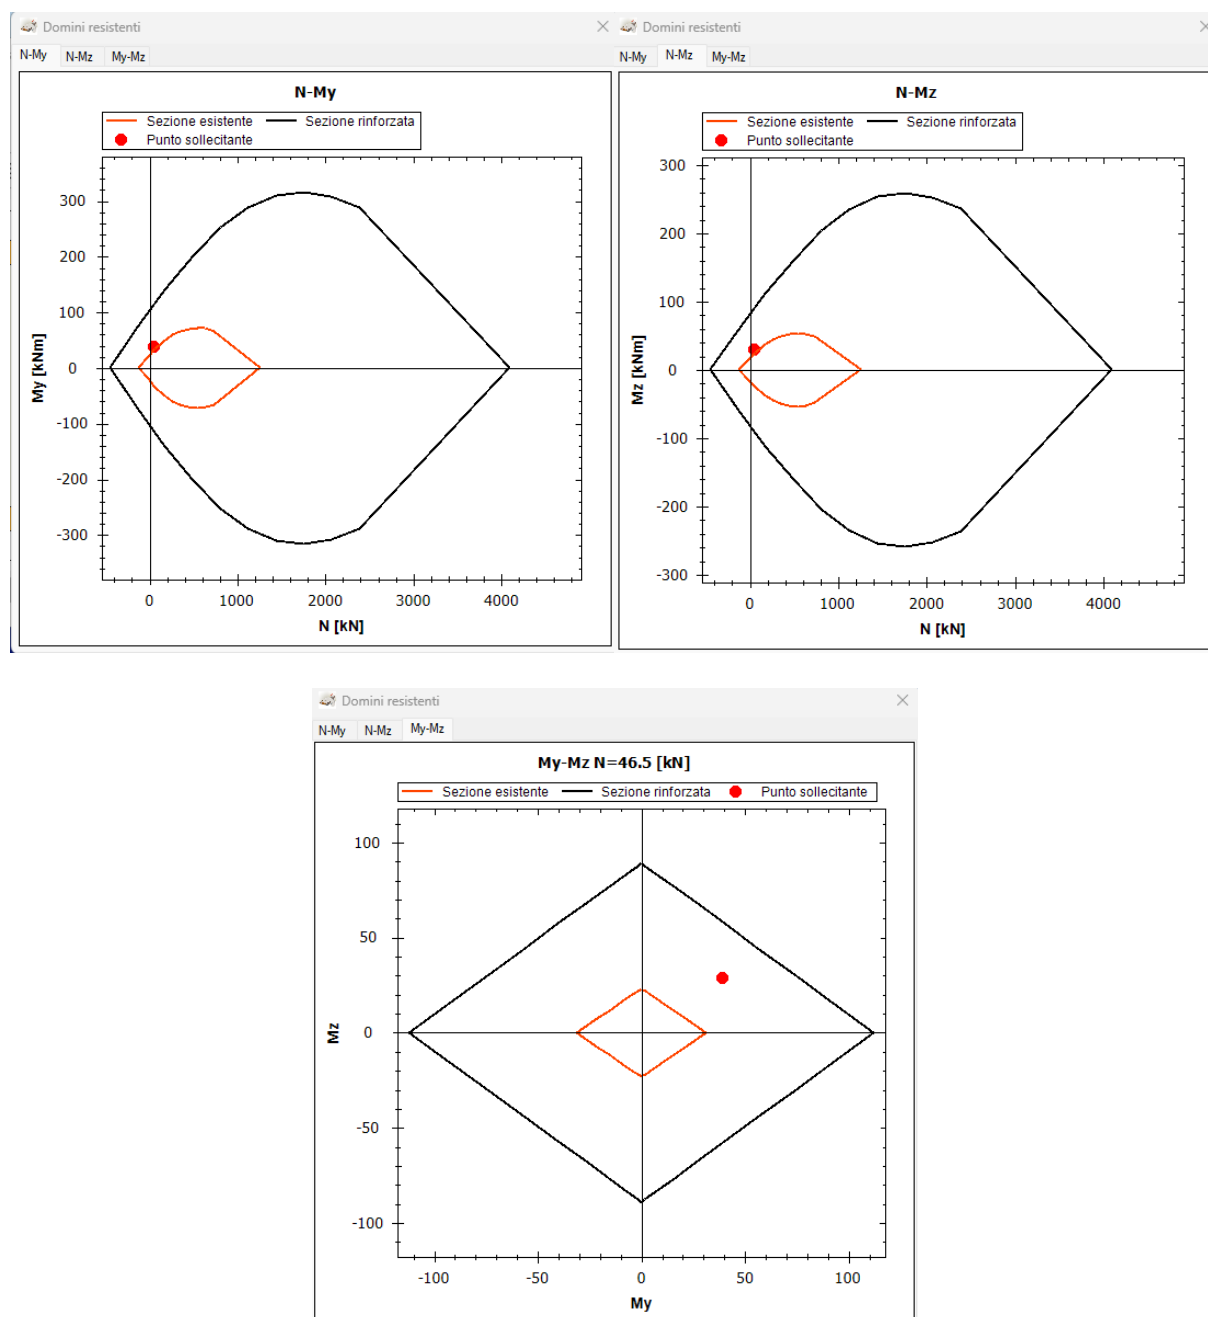 Domini resistenti
N-My N-Mz My-Mz
N-My
Sezione esistente Sezione rinforzata
Punto sollecitante
300
200
100
0
-100
-200
-300
My [kNm]
0 1000 2000 3000 4000
N [kN]
Domini resistenti
N-My N-Mz My-Mz
N-Mz
Sezione esistente Sezione rinforzata
Punto sollecitante
300
200
100
0
-100
-200
-300
Mz [kNm]
0 1000 2000 3000 4000
N [kN]
Domini resistenti
N-My N-Mz My-Mz
My-Mz N=46.5 [kN]
Sezione esistente Sezione rinforzata Punto sollecitante
100
50
0
-50
-100
Mz
-100 -50 0 50 100
My